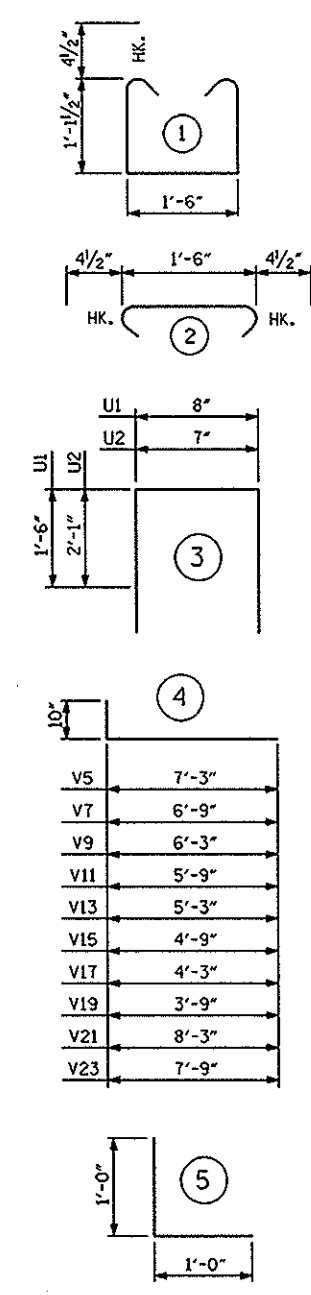 4½"
HK.
1'-1½"
1
1'-6"
4½" 1'-6" 4½"
HK. 2 HK.
U1 8"
U2 7"
U1 U2
1'-6" 2'-1"
3
4
10"
V5 7'-3"
V7 6'-9"
V9 6'-3"
V11 5'-9"
V13 5'-3"
V15 4'-9"
V17 4'-3"
V19 3'-9"
V21 8'-3"
V23 7'-9"
1'-0"
5
1'-0"